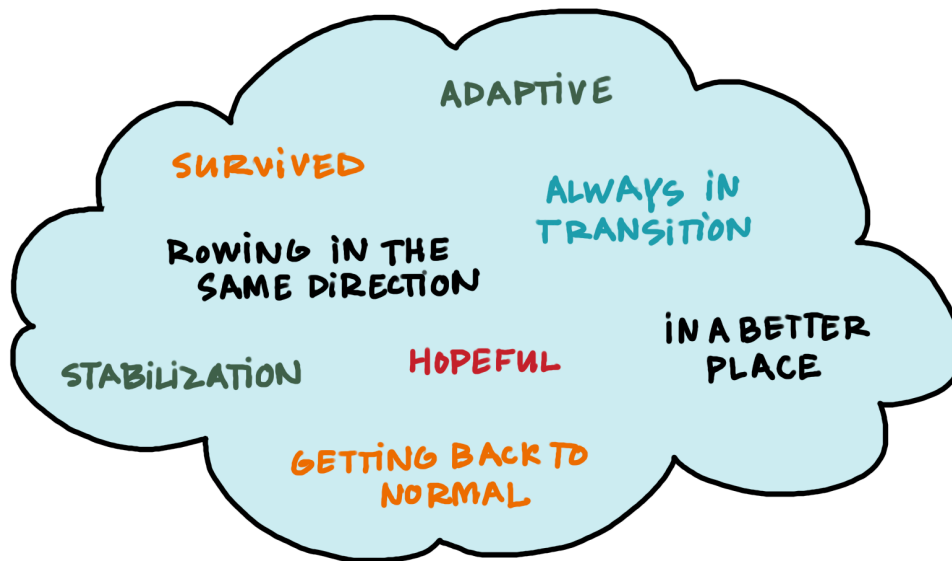 ADAPTIVE
SURVIVED
ALWAYS IN
TRANSITION
ROWING IN THE
SAME DIRECTION
IN A BETTER
PLACE
STABILIZATION
HOPEFUL
GETTING BACK TO
NORMAL